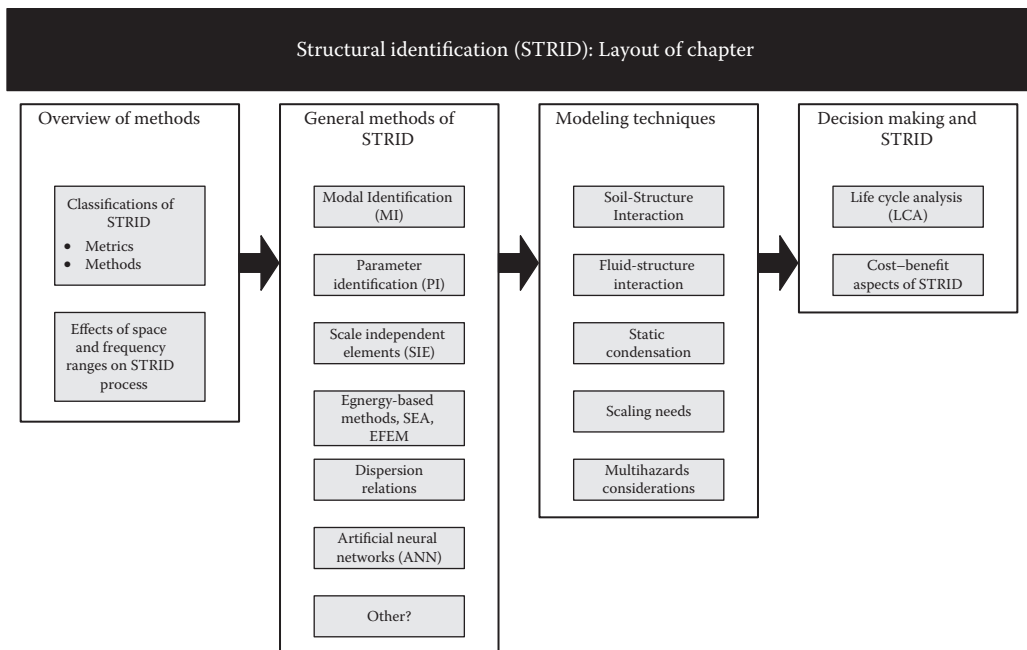 Structural identification (STRID): Layout of chapter
Overview of methods
Classifications of
STRID
• Metrics
• Methods
Effects of space
and frequency
ranges on STRID
process
General methods of
STRID
Modal Identification
(MI)
Parameter
identification (PI)
Scale independent
elements (SIE)
Egnergy-based
methods, SEA,
EFEM
Dispersion
relations
Artificial neural
networks (ANN)
Other?
Modeling techniques
Soil-Structure
Interaction
Fluid-structure
interaction
Static
condensation
Scaling needs
Multihazards
considerations
Decision making and
STRID
Life cycle analysis
(LCA)
Cost–benefit
aspects of STRID